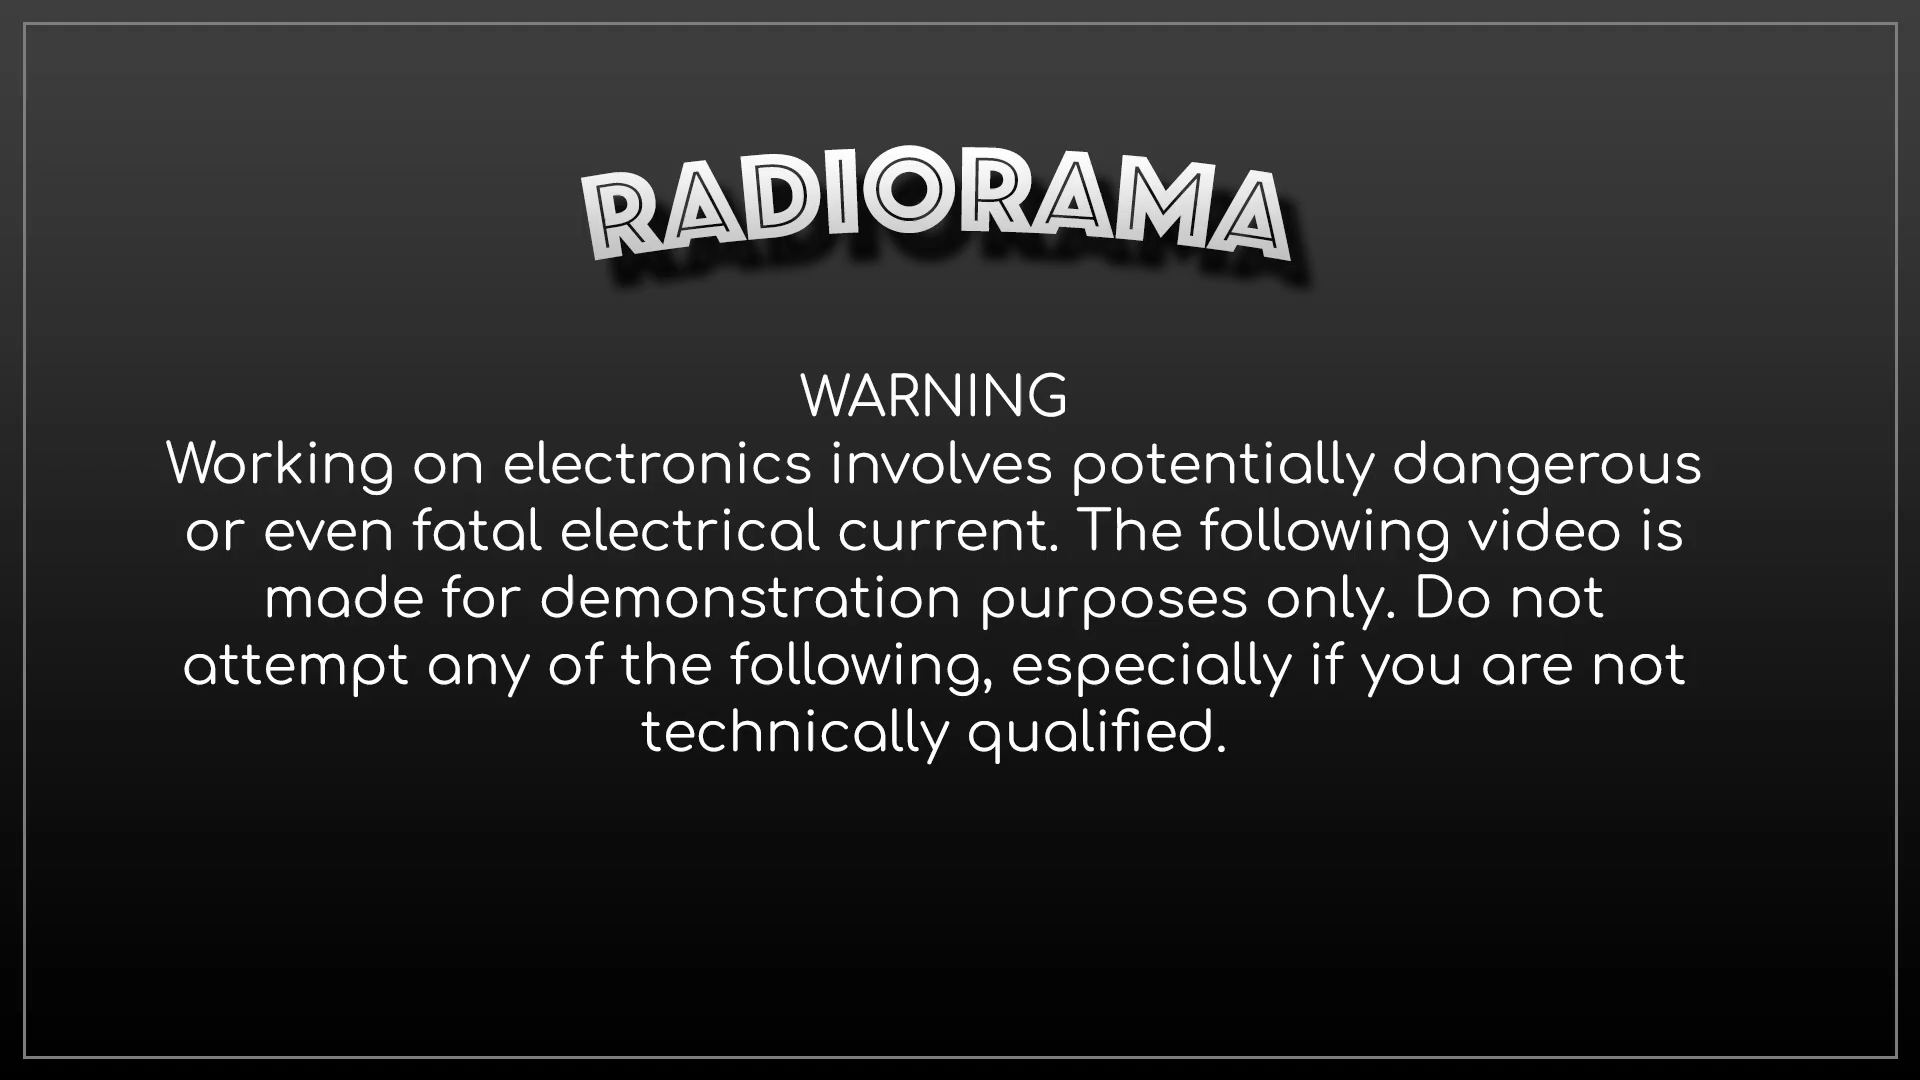 RADIORAMA
WARNING
Working on electronics involves potentially dangerous
or even fatal electrical current. The following video is
made for demonstration purposes only. Do not
attempt any of the following, especially if you are not
technically qualified.